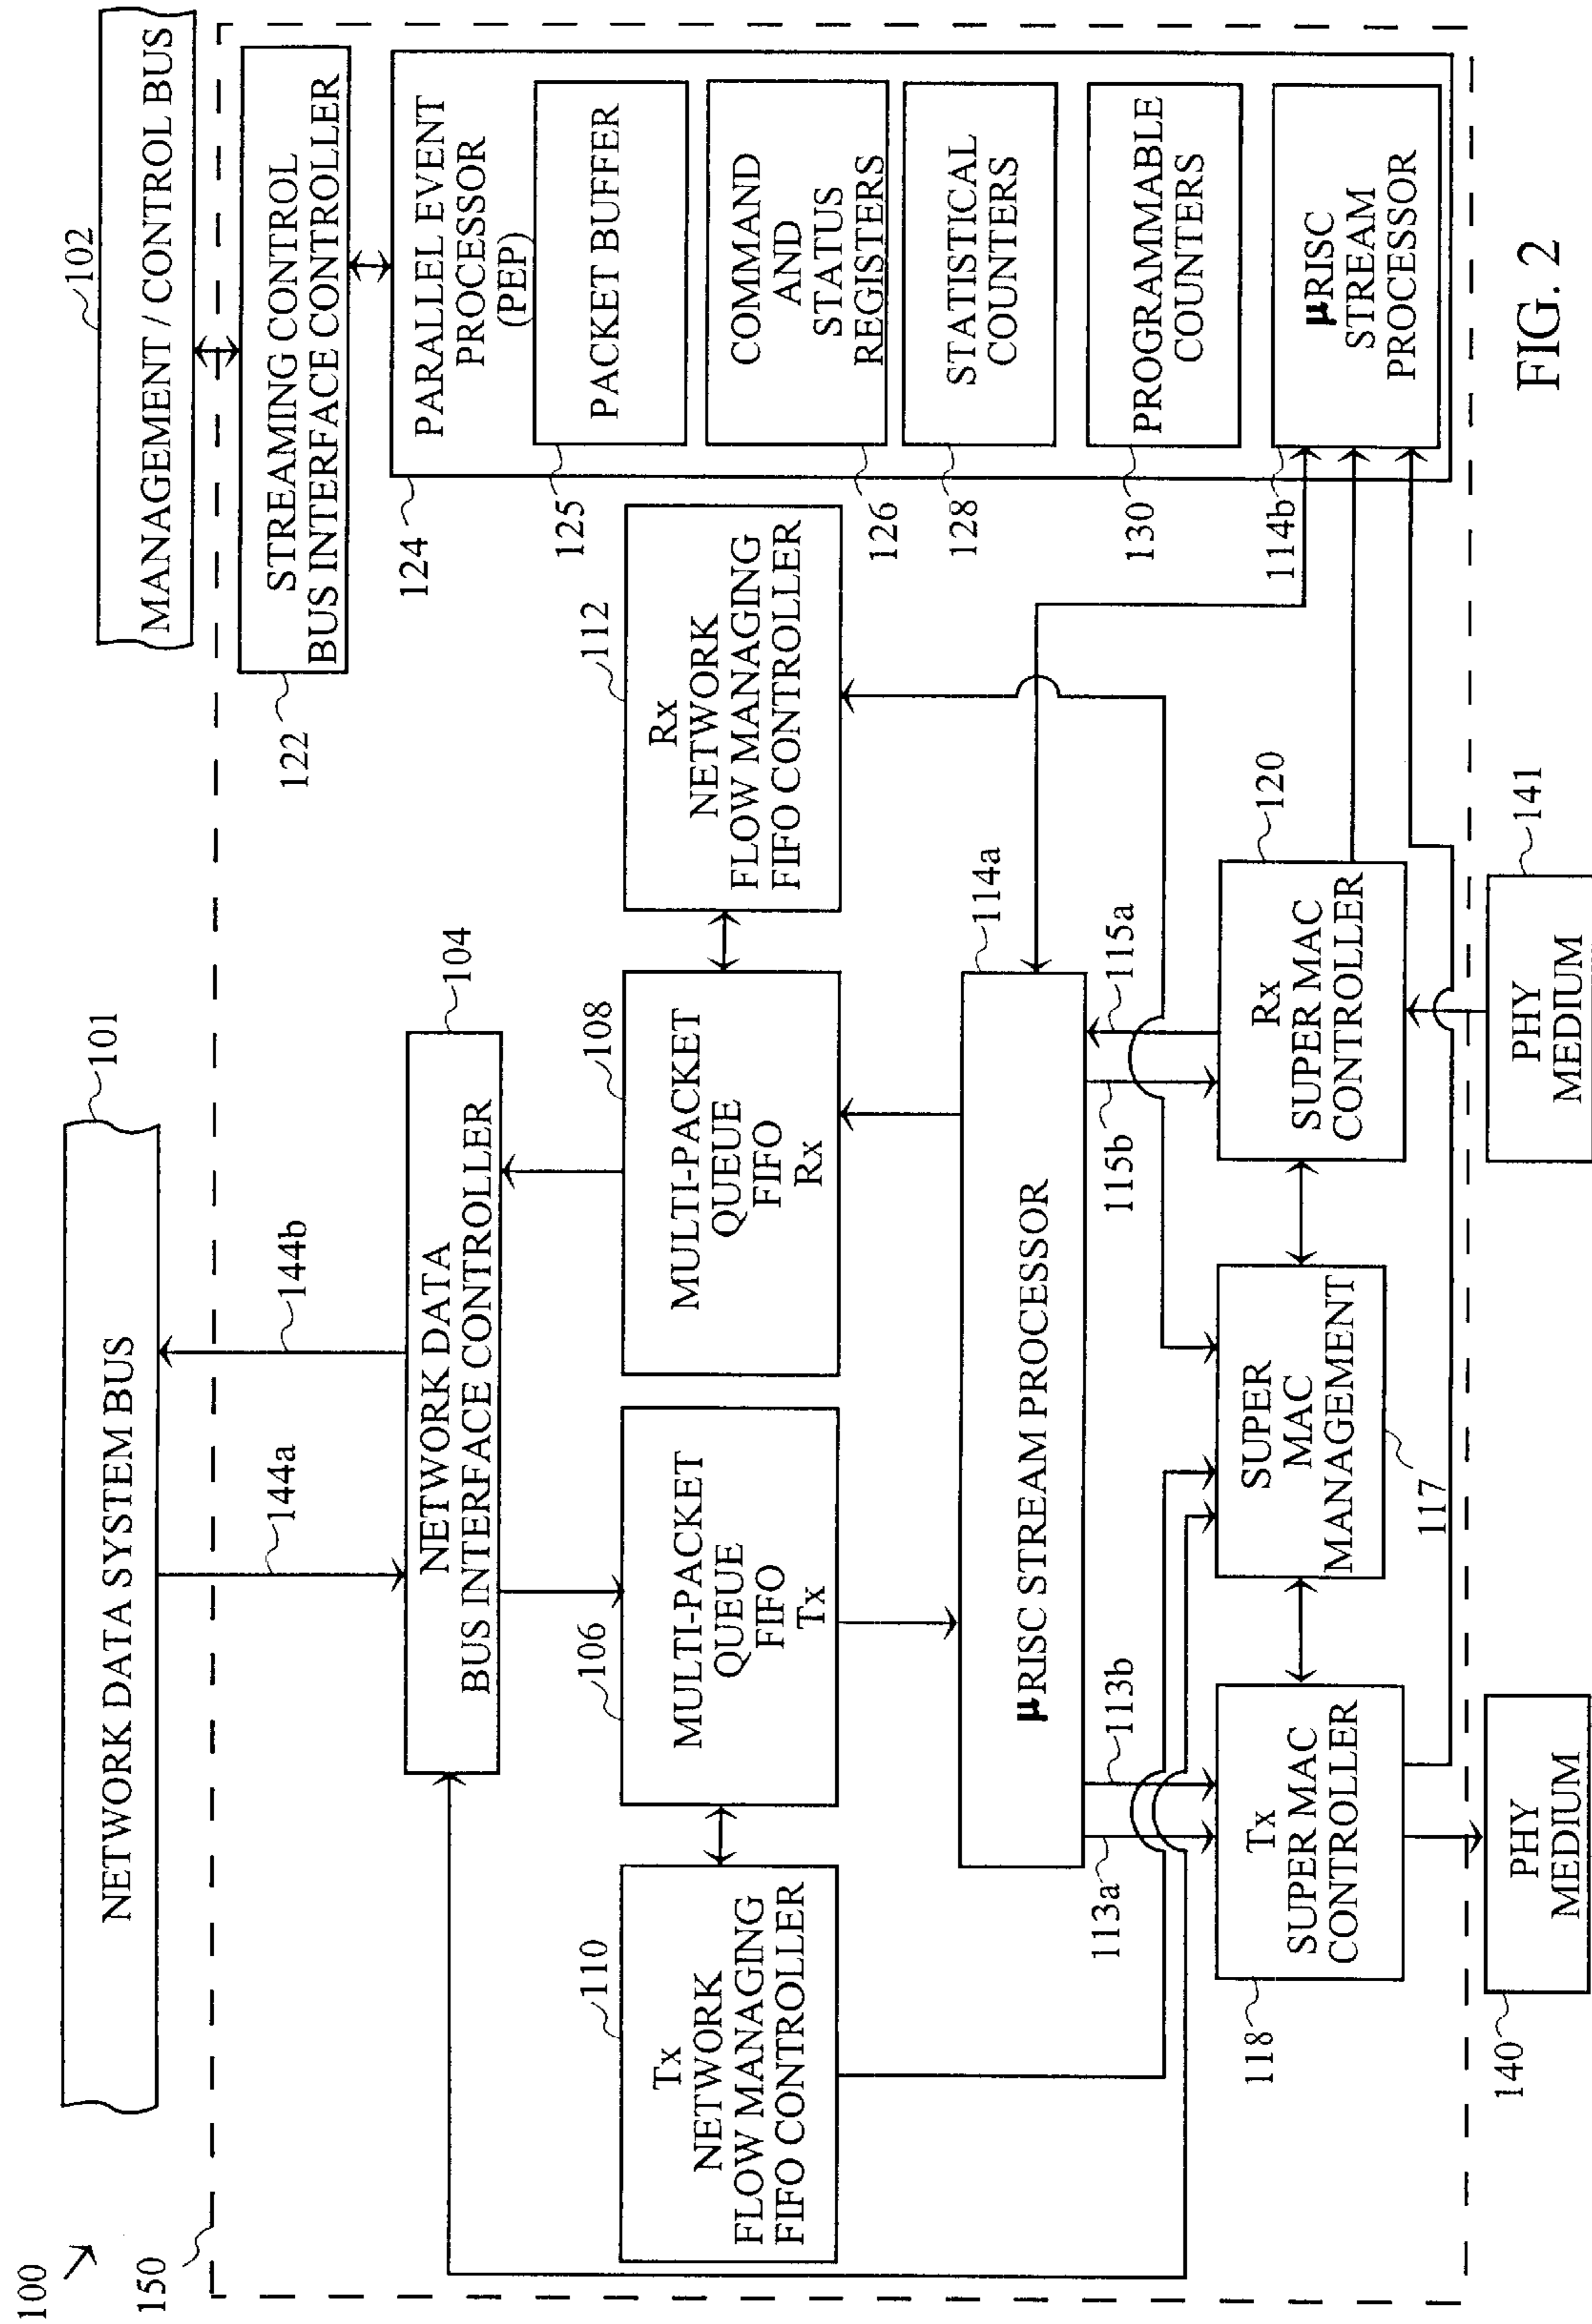 100
150
NETWORK DATA SYSTEM BUS
101
MANAGEMENT / CONTROL BUS
102
144a
144b
NETWORK DATA
BUS INTERFACE CONTROLLER
104
STREAMING CONTROL
BUS INTERFACE CONTROLLER
122
Tx
NETWORK
FLOW MANAGING
FIFO CONTROLLER
110
MULTI-PACKET
QUEUE
FIFO
Tx
106
MULTI-PACKET
QUEUE
FIFO
Rx
108
Rx
NETWORK
FLOW MANAGING
FIFO CONTROLLER
112
124
PARALLEL EVENT
PROCESSOR
(PEP)
PACKET BUFFER
125
COMMAND
AND
STATUS
REGISTERS
126
STATISTICAL
COUNTERS
128
PROGRAMMABLE
COUNTERS
130
µRISC
STREAM
PROCESSOR
114b
µRISC STREAM PROCESSOR
114a
113a
113b
115b
115a
Tx
SUPER MAC
CONTROLLER
118
SUPER
MAC
MANAGEMENT
117
Rx
SUPER MAC
CONTROLLER
120
PHY
MEDIUM
140
PHY
MEDIUM
141
FIG. 2